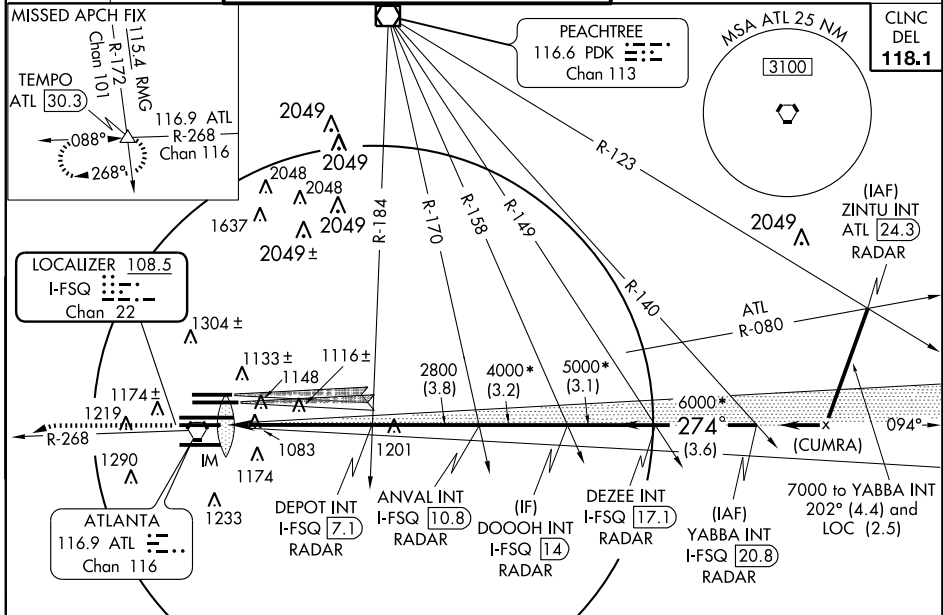 MISSED APCH FIX
115.4 RMG
R-172
Chan 101
TEMPO
ATL 30.3
116.9 ATL
R-268
Chan 116
088°
268°
PEACHTREE
116.6 PDK
Chan 113
MSA ATL 25 NM
3100
CLNC
DEL
118.1
2049
2049
2048
2048
1637
2049
2049±
R-184
R-170
R-158
R-149
R-140
R-123
2049
(IAF)
ZINTU INT
ATL 24.3
RADAR
LOCALIZER 108.5
I-FSQ
Chan 22
ATL
R-080
1304±
1133±
1116±
1148
1174±
1219
2800
(3.8)
4000*
(3.2)
5000*
(3.1)
6000*
274°
(3.6)
(CUMRA)
094°
R-268
IM
1083
1201
1290
1174
1233
ATLANTA
116.9 ATL
Chan 116
DEPOT INT
I-FSQ 7.1
RADAR
ANVAL INT
I-FSQ 10.8
RADAR
(IF)
DOOOH INT
I-FSQ 14
RADAR
DEZEE INT
I-FSQ 17.1
RADAR
(IAF)
YABBA INT
I-FSQ 20.8
RADAR
7000 to YABBA INT
202° (4.4) and
LOC (2.5)